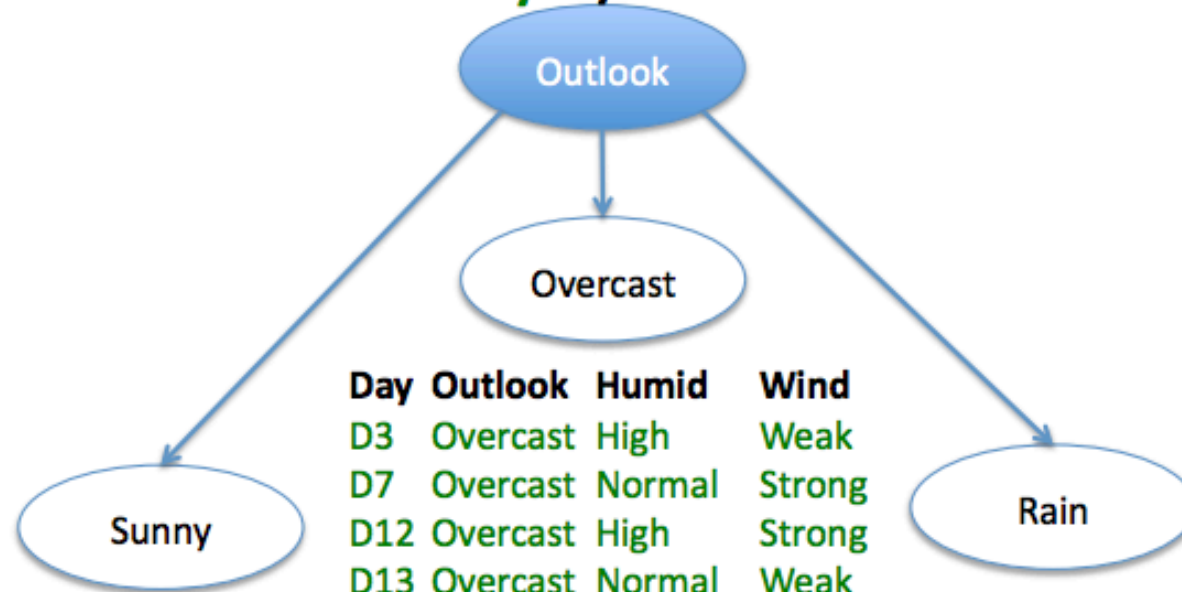 Outlook
Overcast
Day Outlook Humid Wind
D3 Overcast High Weak
D7 Overcast Normal Strong
D12 Overcast High Strong
D13 Overcast Normal Weak
Sunny
Rain